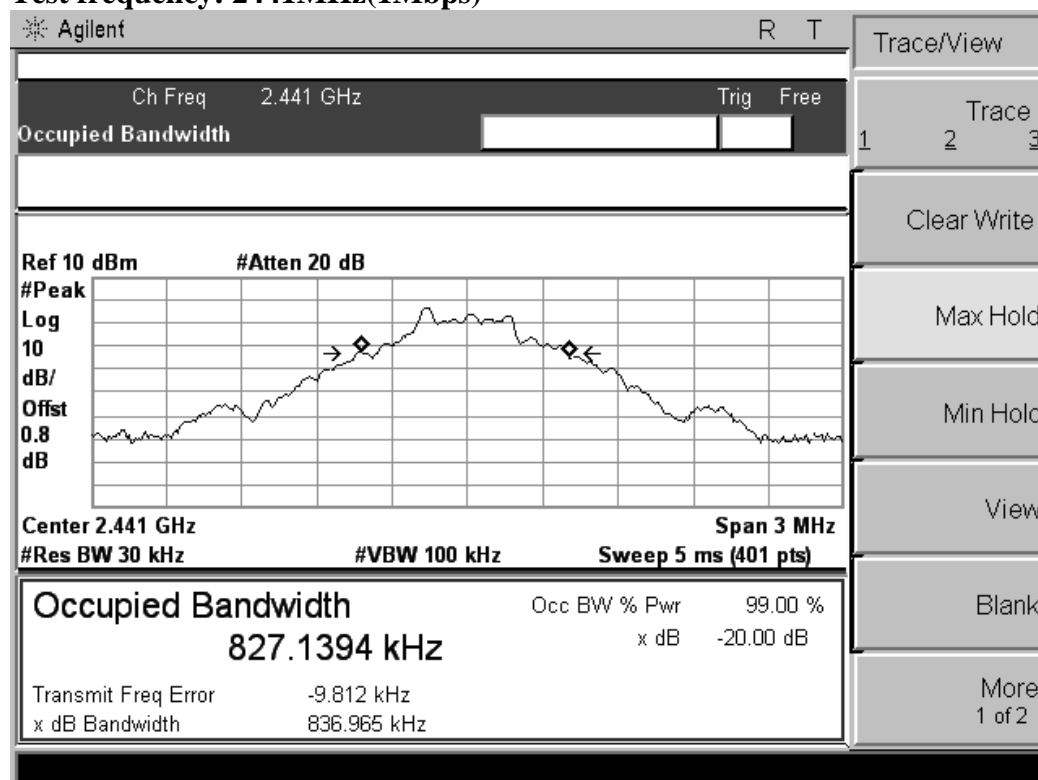 Test frequency: 2441MHz(1Mbps)
Agilent R T
Trace/View
Ch Freq 2.441 GHz Trig Free
Occupied Bandwidth
Trace
1 2 3
Clear Write
Ref 10 dBm #Atten 20 dB
#Peak
Log
10
dB/
Offst
0.8
dB
Max Hold
Min Hold
View
Center 2.441 GHz Span 3 MHz
#Res BW 30 kHz #VBW 100 kHz Sweep 5 ms (401 pts)
Occupied Bandwidth Occ BW % Pwr 99.00 %
827.1394 kHz x dB -20.00 dB
Transmit Freq Error -9.812 kHz
x dB Bandwidth 836.965 kHz
Blank
More
1 of 2